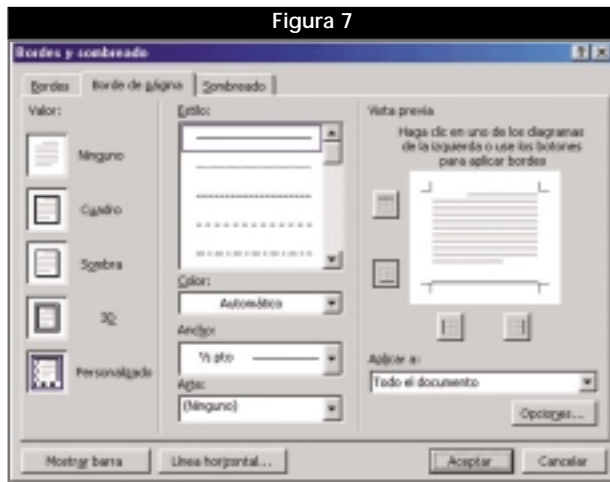 Figura 7
Bordes y sombreado
Bordes
Borde de página
Sombreado
Valor:
Ninguno
Cuadro
Sombra
3D
Personalizado
Estilo:
Color:
Automático
Ancho:
½ pto
Arte:
(Ninguno)
Vista previa
Haga clic en uno de los diagramas
de la izquierda o use los botones
para aplicar bordes
Aplicar a:
Todo el documento
Opciones...
Mostrar barra
Línea horizontal...
Aceptar
Cancelar